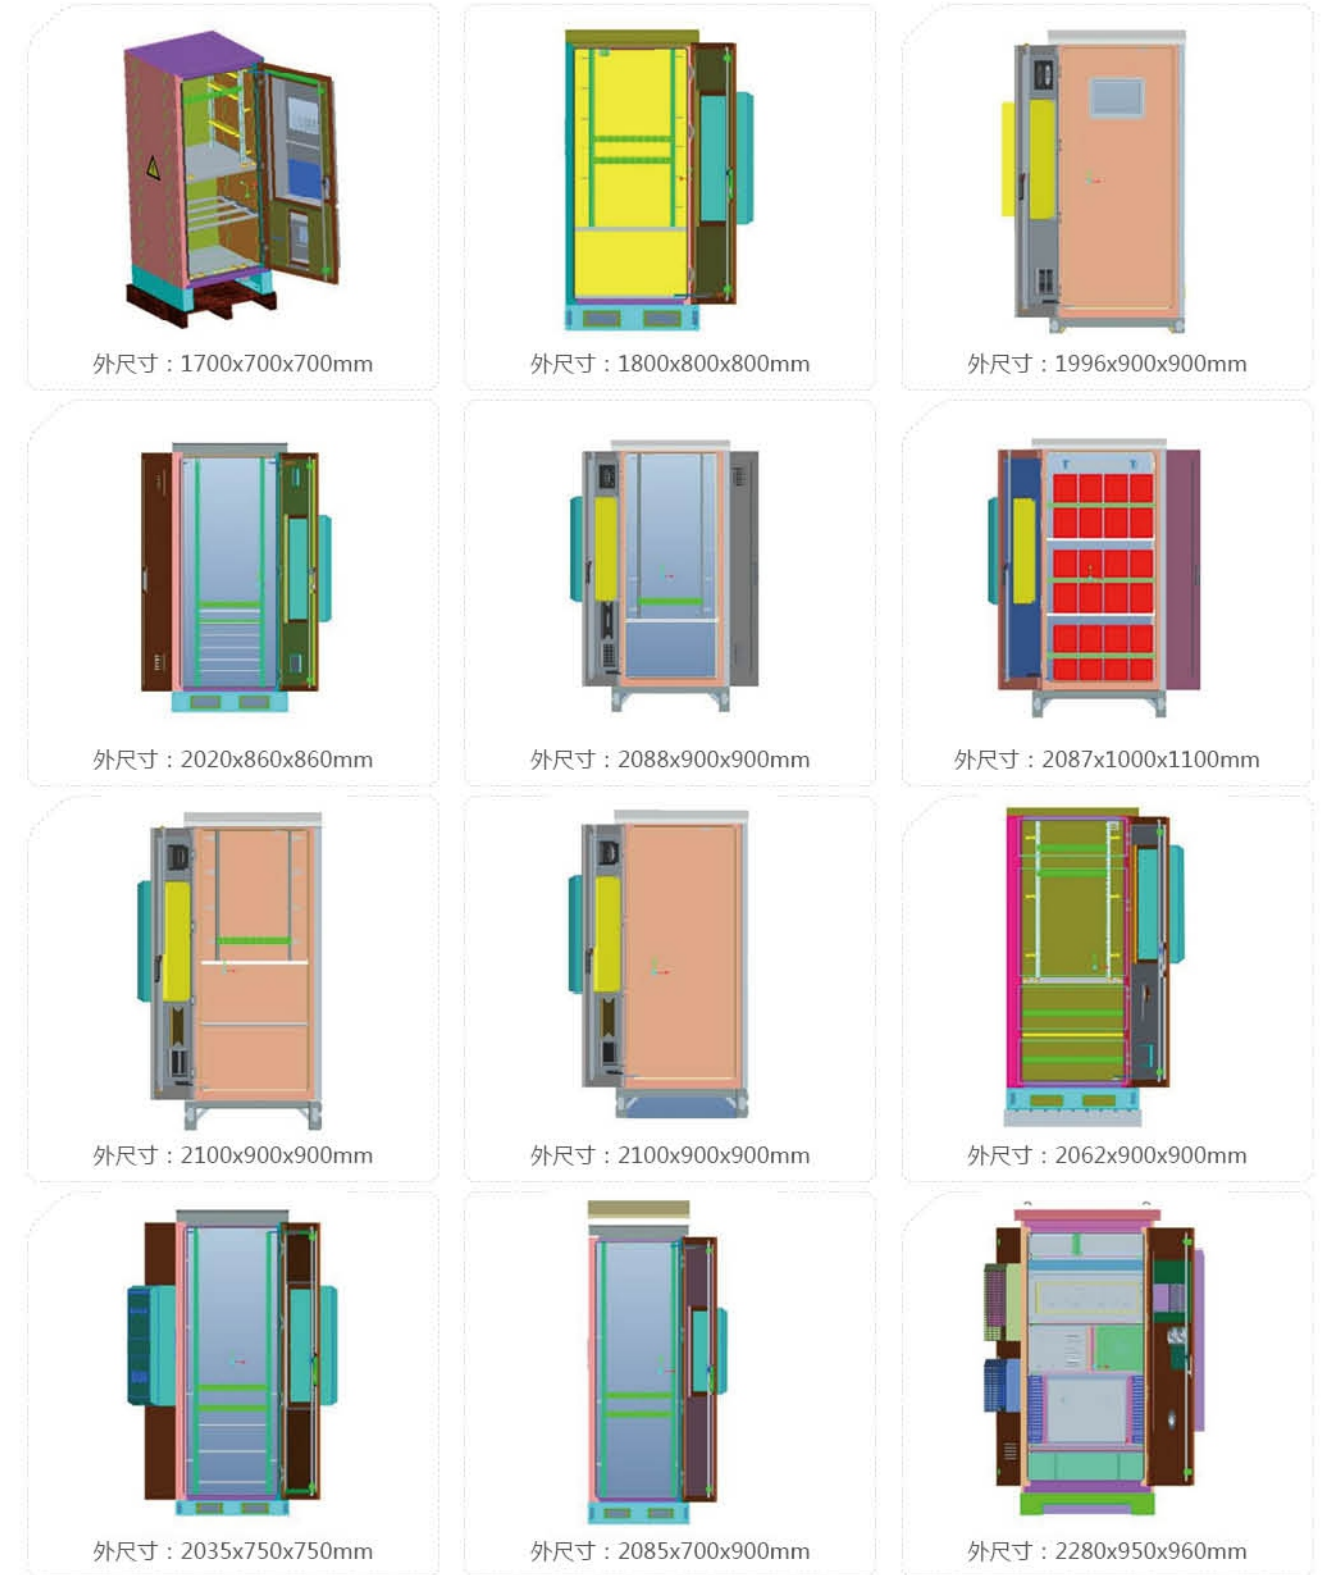 外尺寸：1700x700x700mm
外尺寸：1800x800x800mm
外尺寸：1996x900x900mm
外尺寸：2020x860x860mm
外尺寸：2088x900x900mm
外尺寸：2087x1000x1100mm
外尺寸：2100x900x900mm
外尺寸：2100x900x900mm
外尺寸：2062x900x900mm
外尺寸：2035x750x750mm
外尺寸：2085x700x900mm
外尺寸：2280x950x960mm